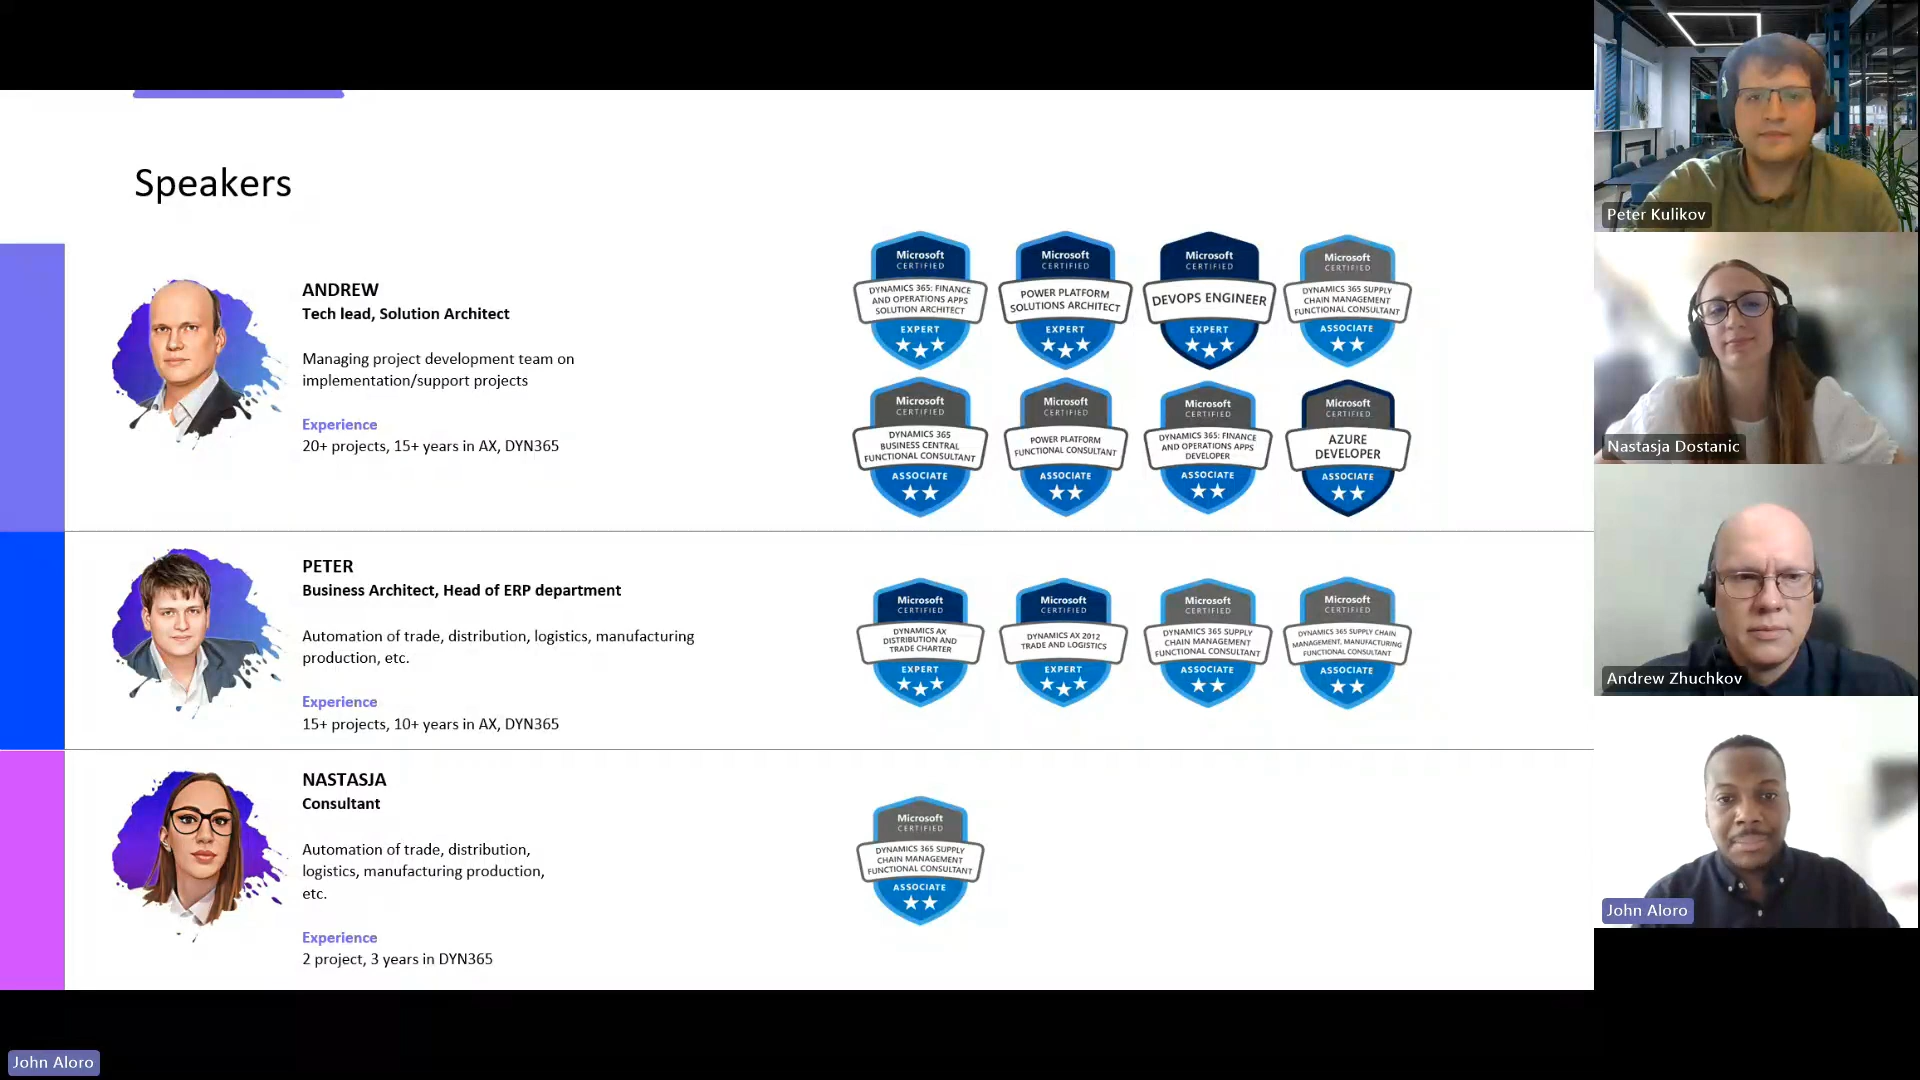 Speakers
ANDREW
Tech lead, Solution Architect
Managing project development team on
implementation/support projects
Experience
20+ projects, 15+ years in AX, DYN365
Microsoft
CERTIFIED
DYNAMICS 365: FINANCE
AND OPERATIONS APPS
SOLUTION ARCHITECT
EXPERT
Microsoft
CERTIFIED
POWER PLATFORM
SOLUTIONS ARCHITECT
EXPERT
Microsoft
CERTIFIED
DEVOPS ENGINEER
EXPERT
Microsoft
CERTIFIED
DYNAMICS 365 SUPPLY
CHAIN MANAGEMENT
FUNCTIONAL CONSULTANT
ASSOCIATE
Microsoft
CERTIFIED
DYNAMICS 365
BUSINESS CENTRAL
FUNCTIONAL CONSULTANT
ASSOCIATE
Microsoft
CERTIFIED
POWER PLATFORM
FUNCTIONAL CONSULTANT
ASSOCIATE
Microsoft
CERTIFIED
DYNAMICS 365: FINANCE
AND OPERATIONS APPS
DEVELOPER
ASSOCIATE
Microsoft
CERTIFIED
AZURE
DEVELOPER
ASSOCIATE
PETER
Business Architect, Head of ERP department
Automation of trade, distribution, logistics, manufacturing
production, etc.
Experience
15+ projects, 10+ years in AX, DYN365
Microsoft
CERTIFIED
DYNAMICS AX
DISTRIBUTION AND
TRADE CHARTER
EXPERT
Microsoft
CERTIFIED
DYNAMICS AX 2012
TRADE AND LOGISTICS
EXPERT
Microsoft
CERTIFIED
DYNAMICS 365 SUPPLY
CHAIN MANAGEMENT
FUNCTIONAL CONSULTANT
ASSOCIATE
Microsoft
CERTIFIED
DYNAMICS 365 SUPPLY CHAIN
MANAGEMENT, MANUFACTURING
FUNCTIONAL CONSULTANT
ASSOCIATE
NASTASJA
Consultant
Automation of trade, distribution,
logistics, manufacturing production,
etc.
Experience
2 project, 3 years in DYN365
Microsoft
CERTIFIED
DYNAMICS 365 SUPPLY
CHAIN MANAGEMENT
FUNCTIONAL CONSULTANT
ASSOCIATE
Peter Kulikov
Nastasja Dostanic
Andrew Zhuchkov
John Aloro
John Aloro